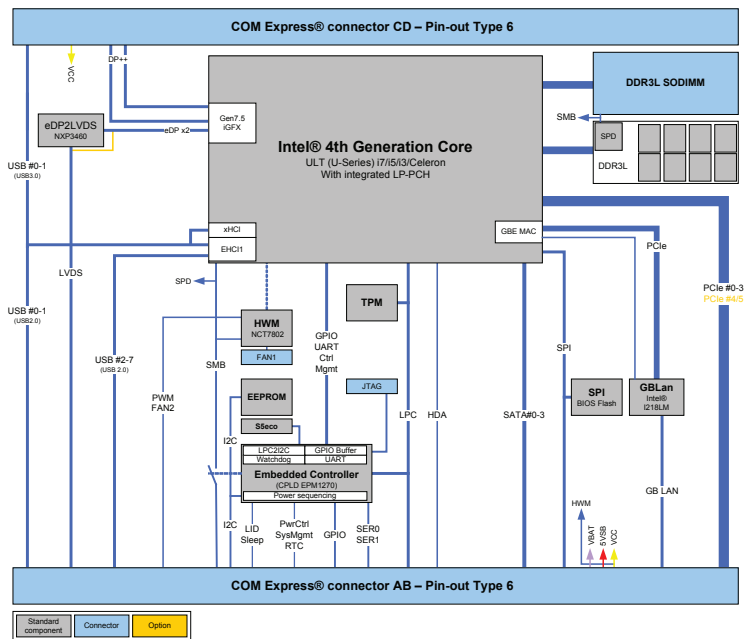 COM Express® connector CD – Pin-out Type 6
DP++
VCC
DDR3L SODIMM
eDP2LVDS
NXP3460
eDP x2
Gen7.5
iGFX
Intel® 4th Generation Core
ULT (U-Series) i7/i5/i3/Celeron
With integrated LP-PCH
SMB
SPD
DDR3L
USB #0-1
(USB3.0)
xHCI
EHCI1
GBE MAC
PCIe
LVDS
SPD
PCIe #0-3
PCIe #4/5
TPM
USB #0-1
(USB2.0)
HWM
NCT7802
FAN1
GPIO
UART
Ctrl
Mgmt
SPI
USB #2-7
(USB 2.0)
SMB
PWM
FAN2
EEPROM
JTAG
SPI
BIOS Flash
GBLan
Intel®
I218LM
LPC
HDA
SATA#0-3
S5eco
I2C
LPC2I2C
GPIO Buffer
Watchdog
UART
Embedded Controller
(CPLD EPM1270)
Power sequencing
GB LAN
HWM
I2C
LID
Sleep
PwrCtrl
SysMgmt
RTC
GPIO
SER0
SER1
VBAT
5VSB
VCC
COM Express® connector AB – Pin-out Type 6
Standard
component
Connector
Option